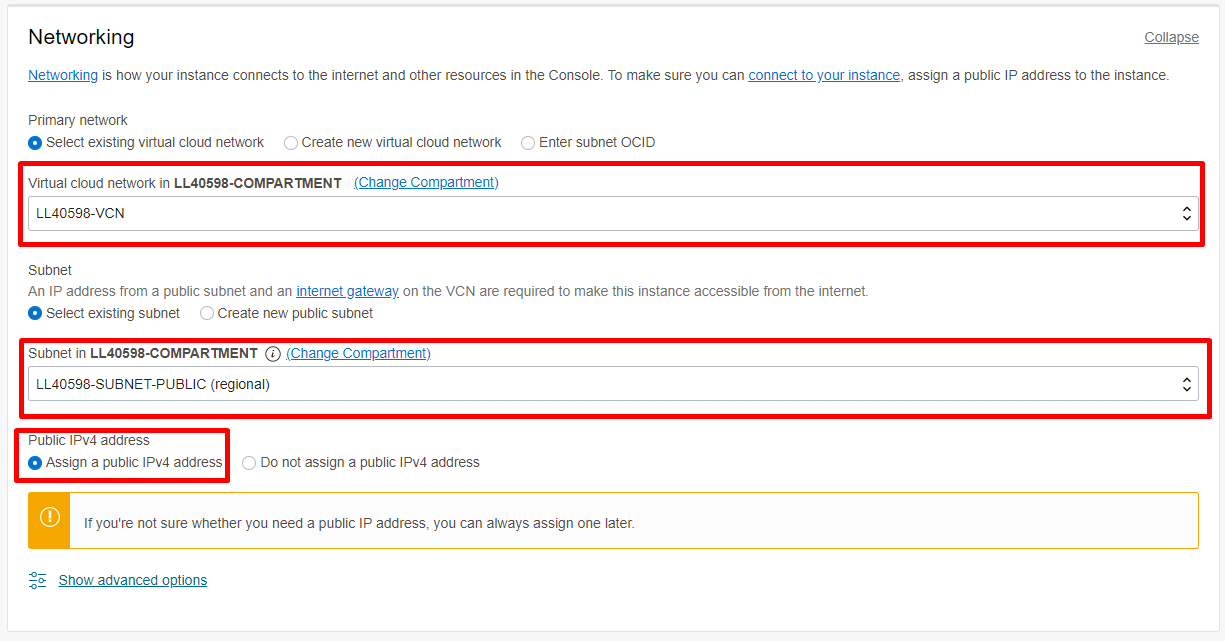 Networking
Collapse
Networking is how your instance connects to the internet and other resources in the Console. To make sure you can connect to your instance, assign a public IP address to the instance.
Primary network
Select existing virtual cloud network Create new virtual cloud network Enter subnet OCID
Virtual cloud network in LL40598-COMPARTMENT (Change Compartment)
LL40598-VCN
Subnet
An IP address from a public subnet and an internet gateway on the VCN are required to make this instance accessible from the internet.
Select existing subnet Create new public subnet
Subnet in LL40598-COMPARTMENT i (Change Compartment)
LL40598-SUBNET-PUBLIC (regional)
Public IPv4 address
Assign a public IPv4 address Do not assign a public IPv4 address
If you're not sure whether you need a public IP address, you can always assign one later.
Show advanced options